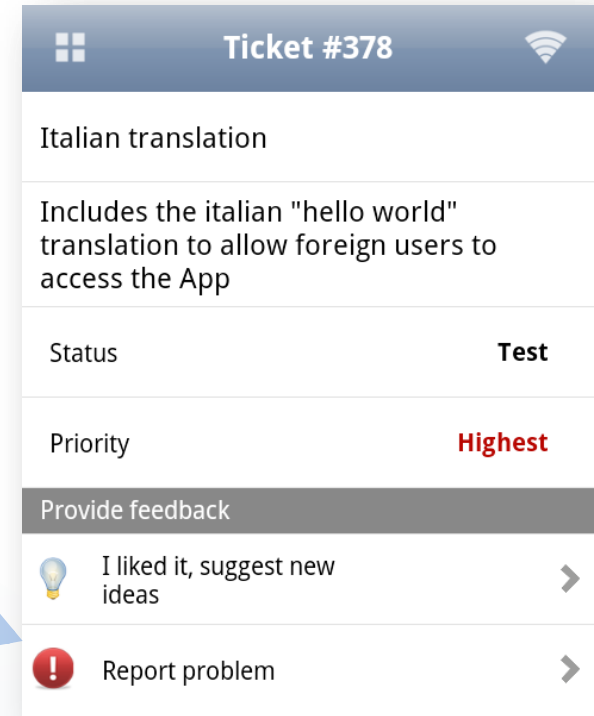 Ticket #378
Italian translation
Includes the italian "hello world"
translation to allow foreign users to
access the App
Status Test
Priority Highest
Provide feedback
I liked it, suggest new
ideas
Report problem